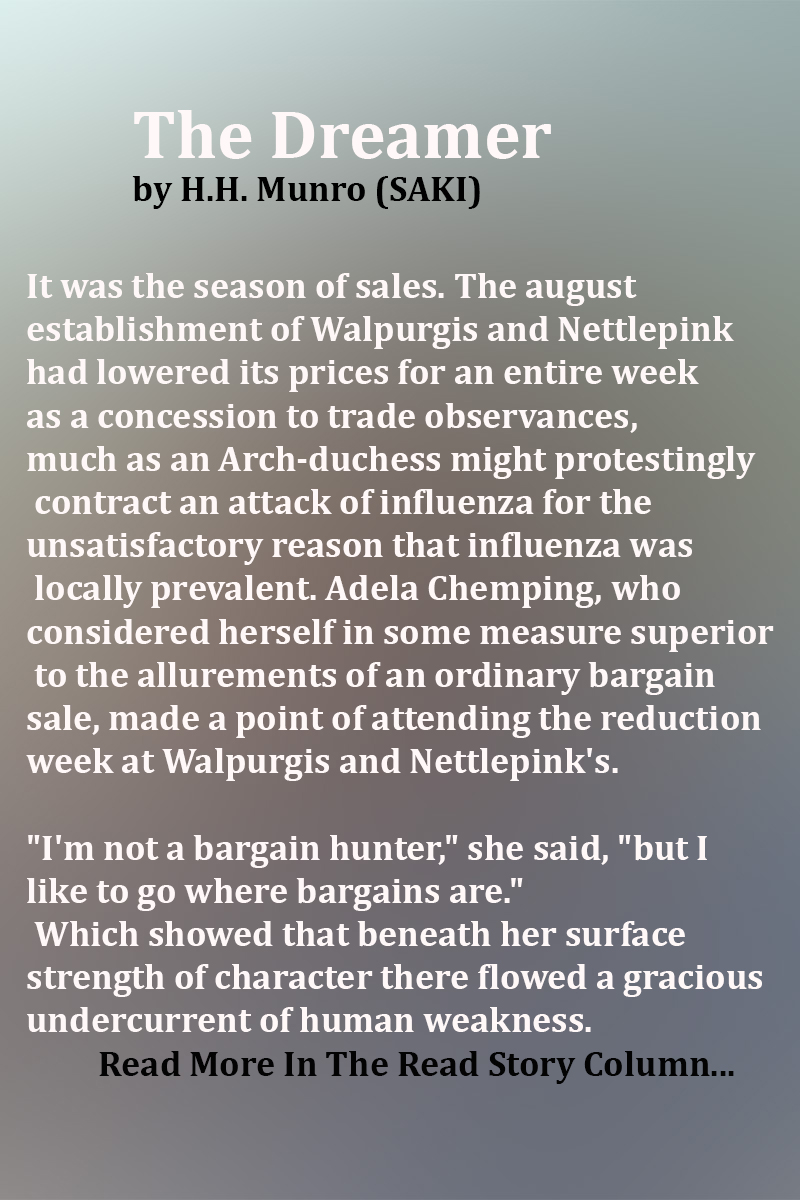 The Dreamer
by H.H. Munro (SAKI)
It was the season of sales. The august
establishment of Walpurgis and Nettlepink
had lowered its prices for an entire week
as a concession to trade observances,
much as an Arch-duchess might protestingly
contract an attack of influenza for the
unsatisfactory reason that influenza was
locally prevalent. Adela Chemping, who
considered herself in some measure superior
to the allurements of an ordinary bargain
sale, made a point of attending the reduction
week at Walpurgis and Nettlepink's.
"I'm not a bargain hunter," she said, "but I
like to go where bargains are."
Which showed that beneath her surface
strength of character there flowed a gracious
undercurrent of human weakness.
Read More In The Read Story Column...